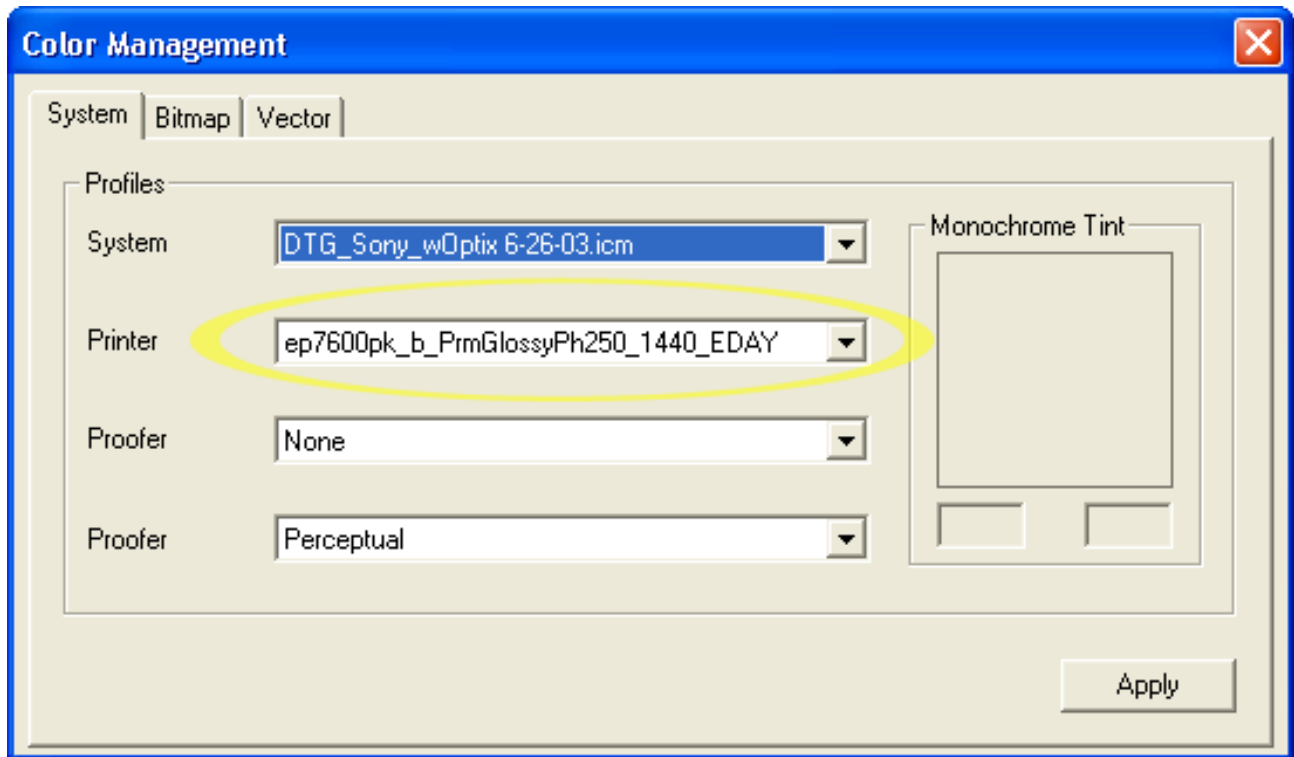 Color Management
System Bitmap Vector
Profiles
System DTG_Sony_wOptix 6-26-03.icm
Monochrome Tint
Printer ep7600pk_b_PrmGlossyPh250_1440_EDAY
Proofer None
Proofer Perceptual
Apply